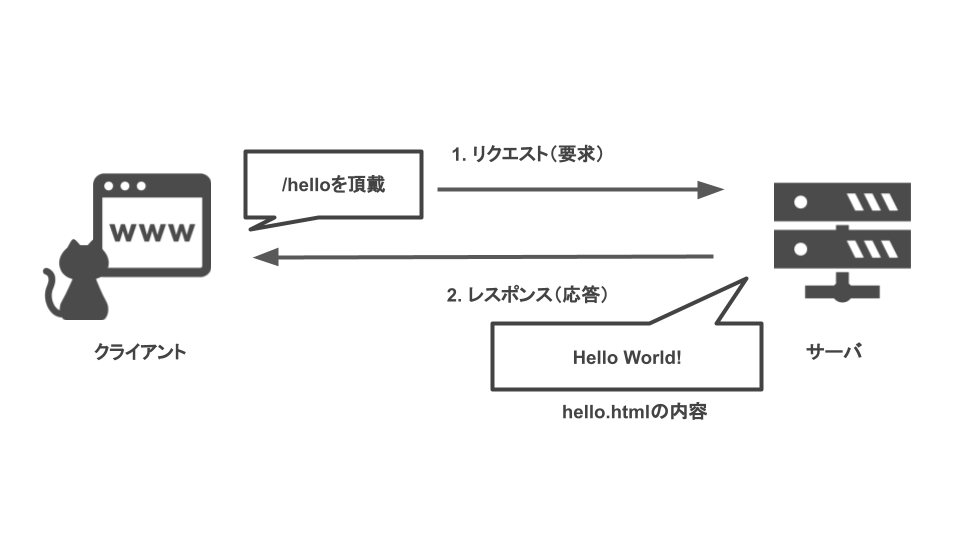 1. リクエスト(要求)
/helloを頂戴
WWW
2. レスポンス(応答)
Hello World!
hello.htmlの内容
クライアント
サーバ